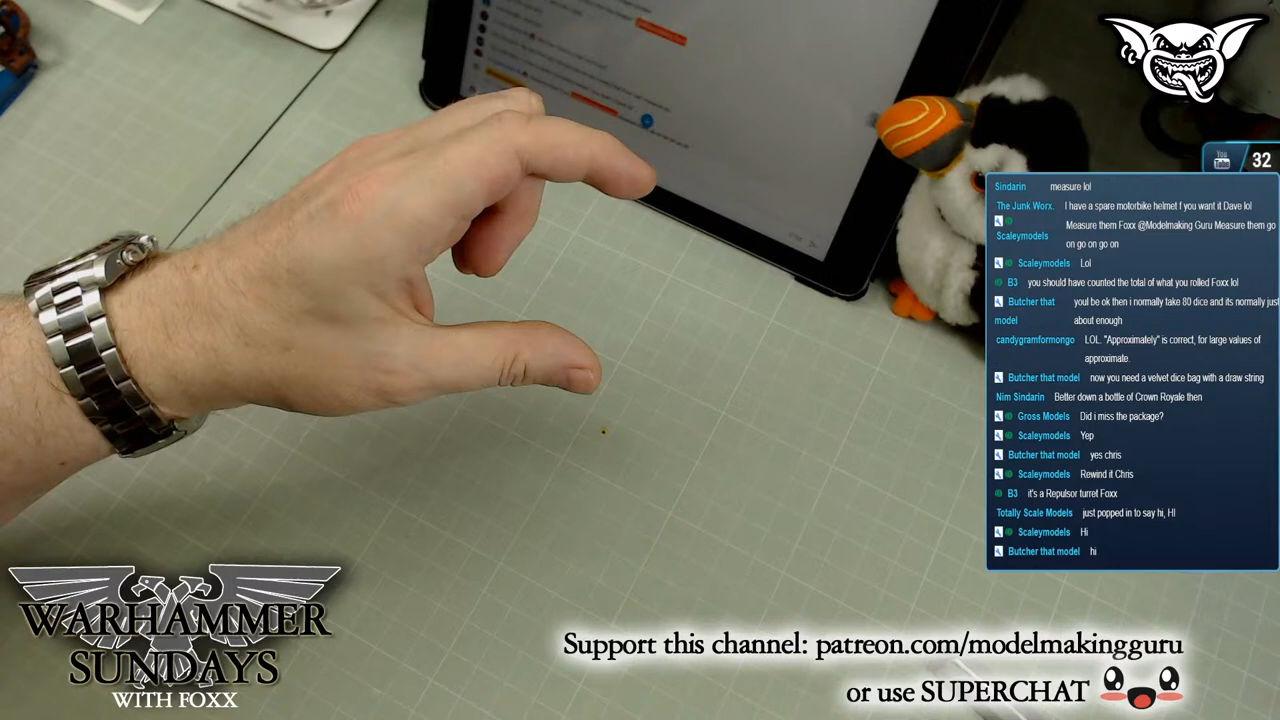 You
Tube
32
Sindarin measure lol
The Junk Worx. I have a spare motorbike helmet f you want it Dave lol
Measure them Foxx @Modelmaking Guru Measure them go
Scaleymodels on go on go on
Scaleymodels Lol
B3 you should have counted the total of what you rolled Foxx lol
Butcher that youl be ok then i normally take 80 dice and its normally just
model about enough
candygramformongo LOL. "Approximately" is correct, for large values of
approximate.
Butcher that model now you need a velvet dice bag with a draw string
Nim Sindarin Better down a bottle of Crown Royale then
Gross Models Did i miss the package?
Scaleymodels Yep
Butcher that model yes chris
Scaleymodels Rewind it Chris
B3 it's a Repulsor turret Foxx
Totally Scale Models just popped in to say hi, HI
Scaleymodels Hi
Butcher that model hi
WARHAMMER
SUNDAYS
WITH FOXX
Support this channel: patreon.com/modelmakingguru
or use SUPERCHAT